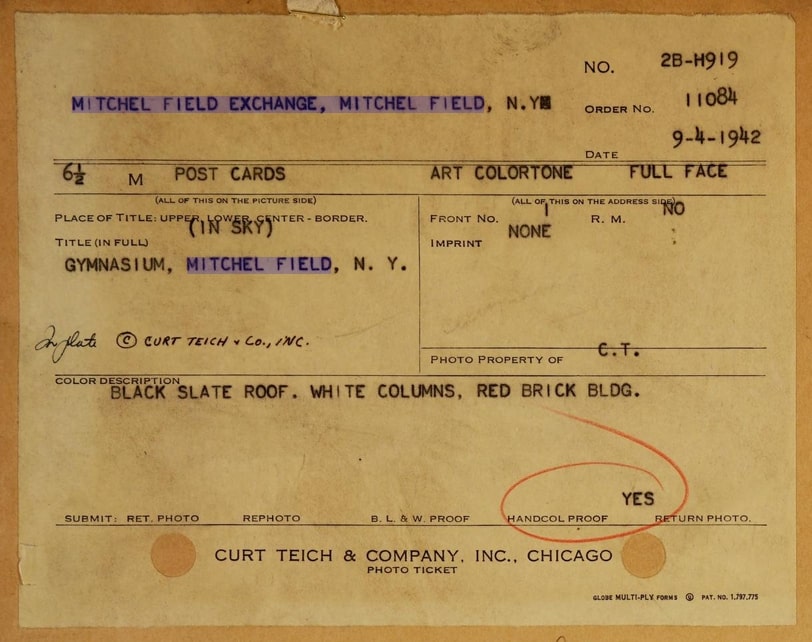 NO. 2B-H919
MITCHEL FIELD EXCHANGE, MITCHEL FIELD, N.Y.
ORDER NO. 11084
DATE 9-4-1942
6½ M POST CARDS ART COLORTONE FULL FACE
(ALL OF THIS ON THE PICTURE SIDE) (ALL OF THIS ON THE ADDRESS SIDE)
PLACE OF TITLE: UPPER, LOWER, CENTER - BORDER. FRONT NO. 1 R. M. NO
(IN SKY)
TITLE (IN FULL) IMPRINT NONE
GYMNASIUM, MITCHEL FIELD, N. Y.
In plate © CURT TEICH & CO., INC.
PHOTO PROPERTY OF C.T.
COLOR DESCRIPTION
BLACK SLATE ROOF. WHITE COLUMNS, RED BRICK BLDG.
YES
SUBMIT: RET. PHOTO REPHOTO B. L. & W. PROOF HANDCOL PROOF RETURN PHOTO.
CURT TEICH & COMPANY, INC., CHICAGO
PHOTO TICKET
GLOBE MULTI-PLY FORMS PAT. NO. 1,797,775